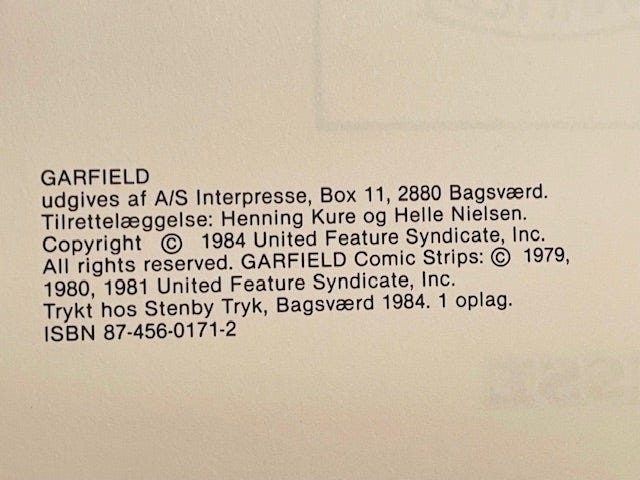 GARFIELD
udgives af A/S Interpresse, Box 11, 2880 Bagsværd.
Tilrettelæggelse: Henning Kure og Helle Nielsen.
Copyright © 1984 United Feature Syndicate, Inc.
All rights reserved. GARFIELD Comic Strips: © 1979,
1980, 1981 United Feature Syndicate, Inc.
Trykt hos Stenby Tryk, Bagsværd 1984. 1 oplag.
ISBN 87-456-0171-2